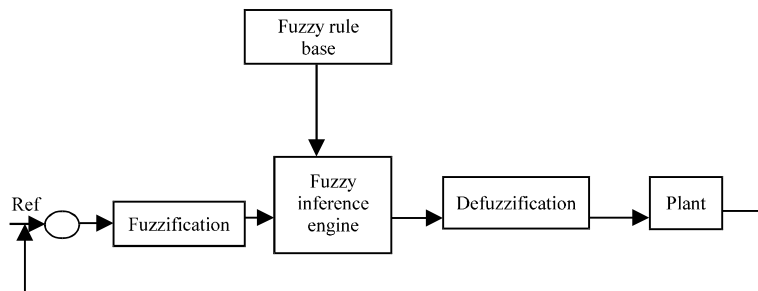 Fuzzy rule
base
Ref
Fuzzification
Fuzzy
inference
engine
Defuzzification
Plant